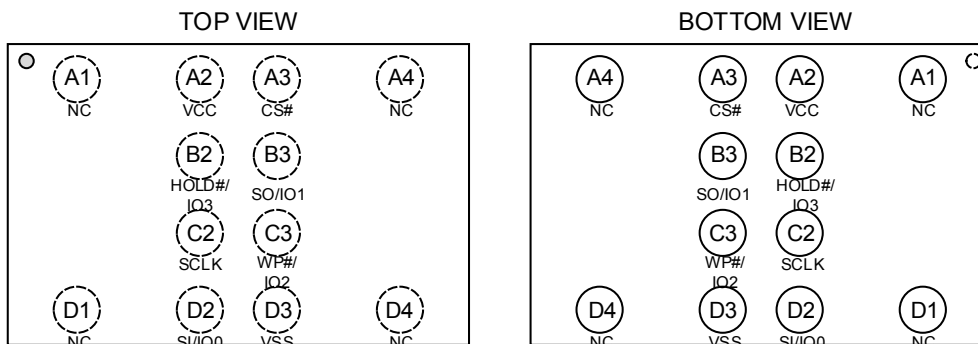 TOP VIEW BOTTOM VIEW
A1 A2 A3 A4 A4 A3 A2 A1
NC VCC CS# NC NC CS# VCC NC
B2 B3 B3 B2
HOLD#/ HOLD#/
IO3 SO/IO1 SO/IO1 IO3
C2 C3 C3 C2
SCLK WP#/ WP#/ SCLK
IO2 IO2
D1 D2 D3 D4 D4 D3 D2 D1
NC SI/IO0 VSS NC NC VSS SI/IO0 NC